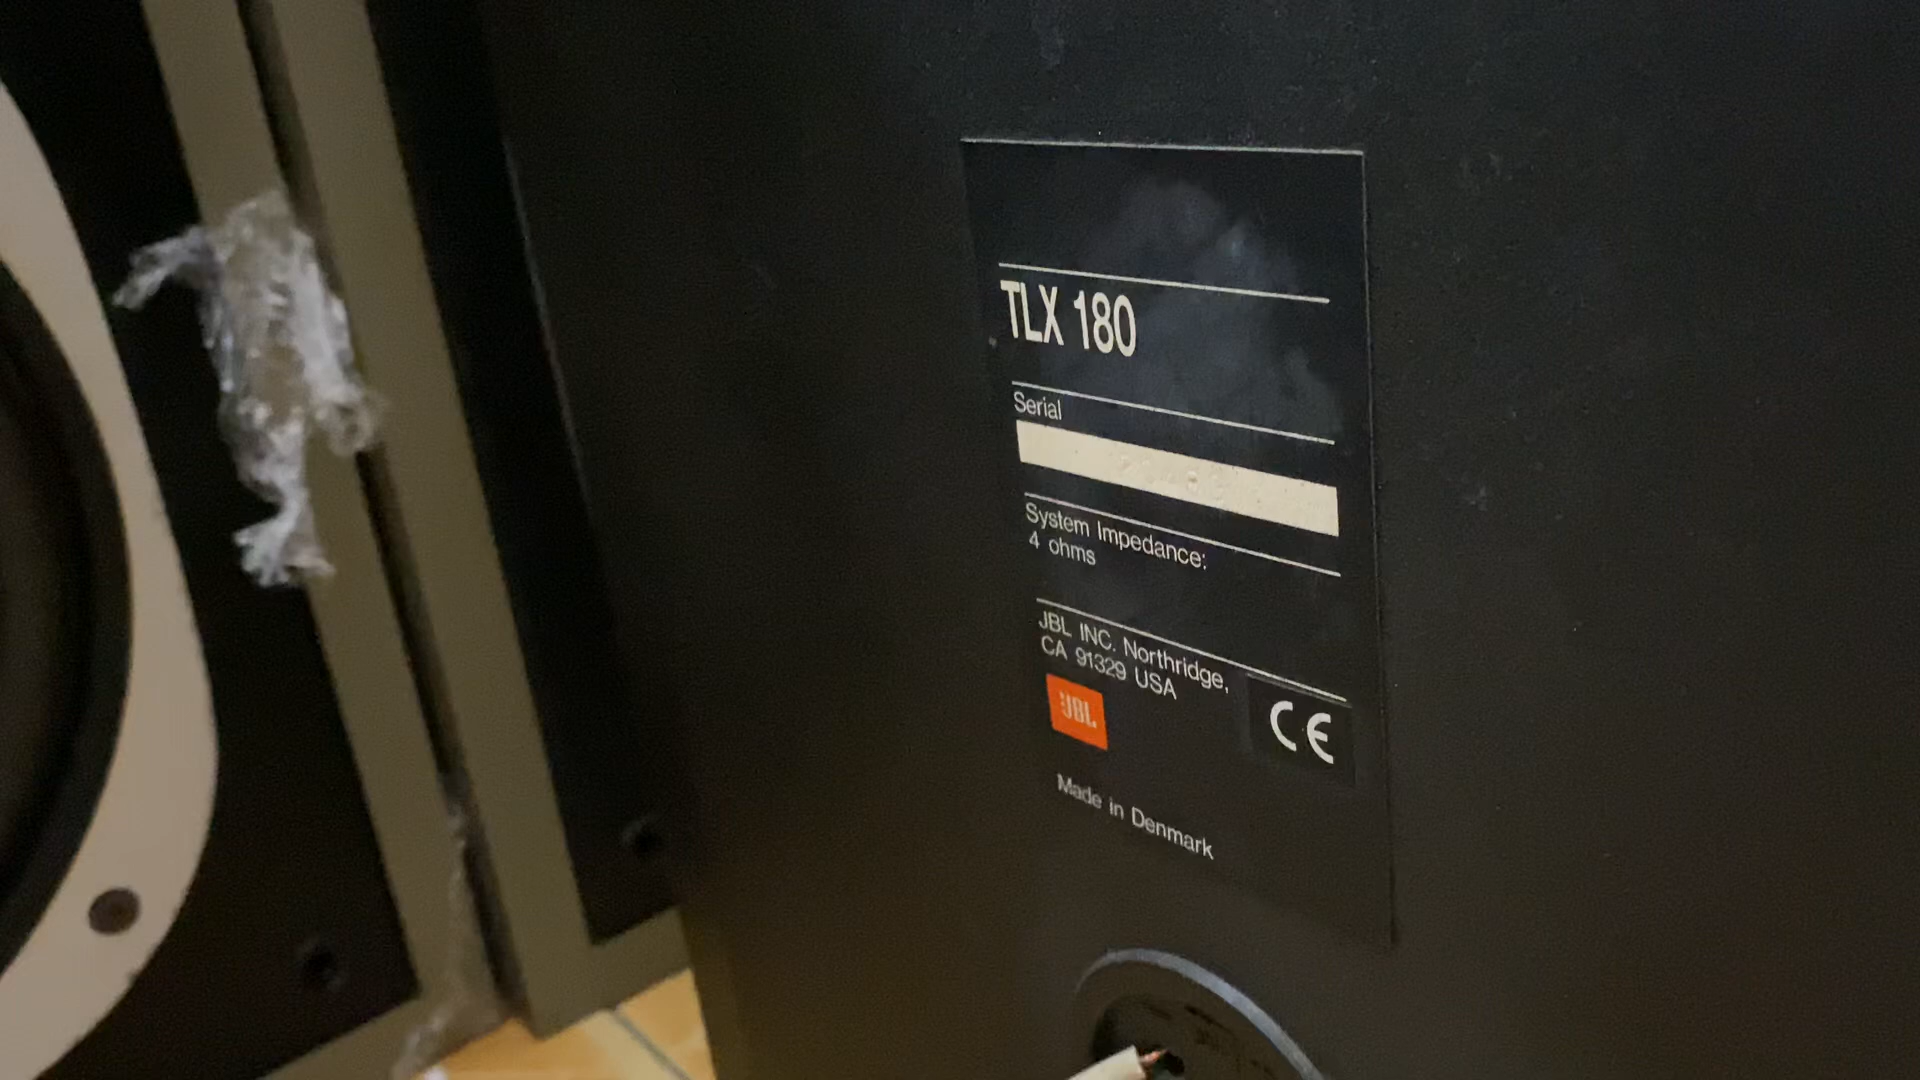 TLX 180
Serial
System Impedance:
4 ohms
JBL INC. Northridge,
CA 91329 USA
JBL
CE
Made in Denmark